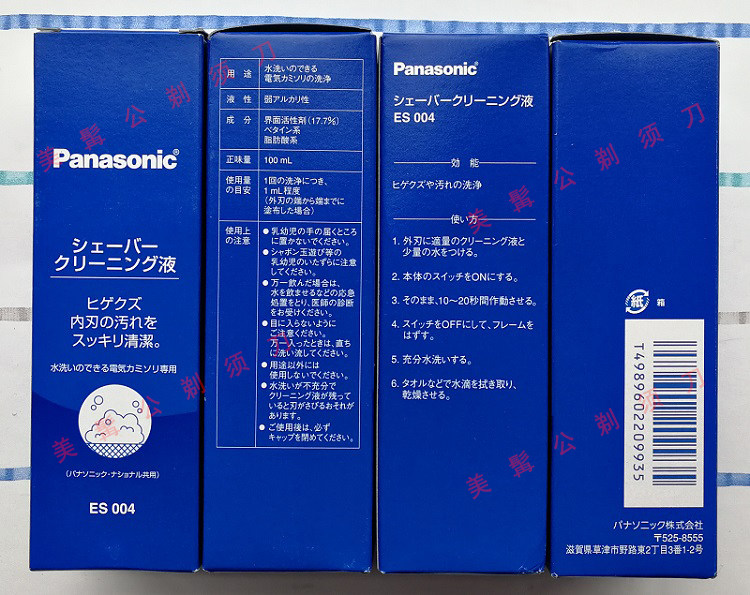 Panasonic®
シェーバー
クリーニング液
ヒゲクズ
内刃の汚れを
スッキリ清潔。
水洗いのできる電気カミソリ専用
(パナソニック・ナショナル共用)
ES 004
用途
水洗いのできる
電気カミソリの洗浄
液性
弱アルカリ性
成分
界面活性剤(17.7%)
ベタイン系
脂肪酸系
正味量
100 mL
使用量
の目安
1回の洗浄につき、
1 mL程度
(外刃の端から端までに
塗布した場合)
使用上
の注意
●乳幼児の手の届くところ
に置かないでください。
●シャボン玉遊び等の
乳幼児のいたずらに注意
してください。
●万一飲んだ場合は、
水を飲ませるなどの応急
処置をとり、医師の診断
をお受けください。
●目に入らないように
ご注意ください。
万一入ったときは、直ち
に洗い流してください。
●用途以外には
使用しないでください。
●水洗いが不充分で
クリーニング液が残って
いると刃がさびるおそれが
あります。
●ご使用後は、必ず
キャップを閉めてください。
Panasonic®
シェーバークリーニング液
ES 004
効能
ヒゲクズや汚れの洗浄
使い方
1. 外刃に適量のクリーニング液と
少量の水をつける。
2. 本体のスイッチをONにする。
3. そのまま、10〜20秒間作動させる。
4. スイッチをOFFにして、フレームを
はずす。
5. 充分水洗いする。
6. タオルなどで水滴を拭き取り、
乾燥させる。
紙 箱
T4989602209935
パナソニック株式会社
〒525-8555
滋賀県草津市野路東2丁目3番1-2号
美髯公剃须刀
美髯公剃须刀
美髯公剃须刀
美髯公剃须刀